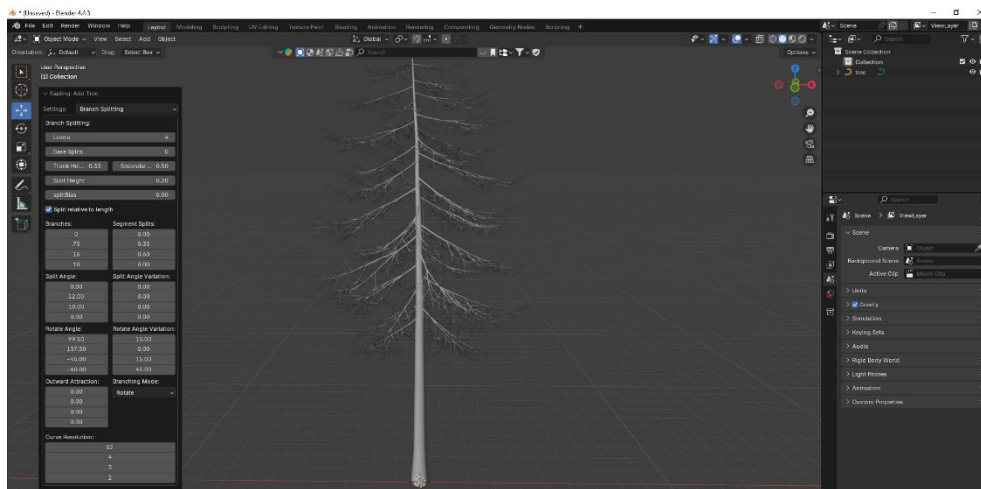 * (Unsaved) - Blender 4.4.3
File Edit Render Window Help Layout Modeling Sculpting UV Editing Texture Paint Shading Animation Rendering Compositing Geometry Nodes Scripting + Scene ViewLayer
Object Mode View Select Add Object Global Search
Orientation: Default Drag: Select Box Search Options Scene Collection
User Perspective
(1) Collection
Collection
tree
Sapling: Add Tree
Settings: Branch Splitting
Branch Splitting:
Levels 4
Base Splits 0
Trunk Hei... 0.33 Secondar... 0.50
Split Height 0.20
splitBias 0.00
Split relative to length
Branches: Segment Splits:
0 0.00
75 0.35
16 0.60
10 0.00
Split Angle: Split Angle Variation:
0.00 0.00
12.00 0.00
18.00 0.00
0.00 0.00
Rotate Angle: Rotate Angle Variation:
99.50 15.00
137.50 0.00
-45.00 15.00
-60.00 45.00
Outward Attraction: Branching Mode:
0.00 Rotate
0.00
0.00
0.00
Curve Resolution:
12
4
3
2
Z
X
Search
Scene ViewLayer
Scene
Camera Object
Background Scene Scene
Active Clip Movie Clip
Units
Gravity
Simulation
Keying Sets
Audio
Rigid Body World
Light Probes
Animation
Custom Properties